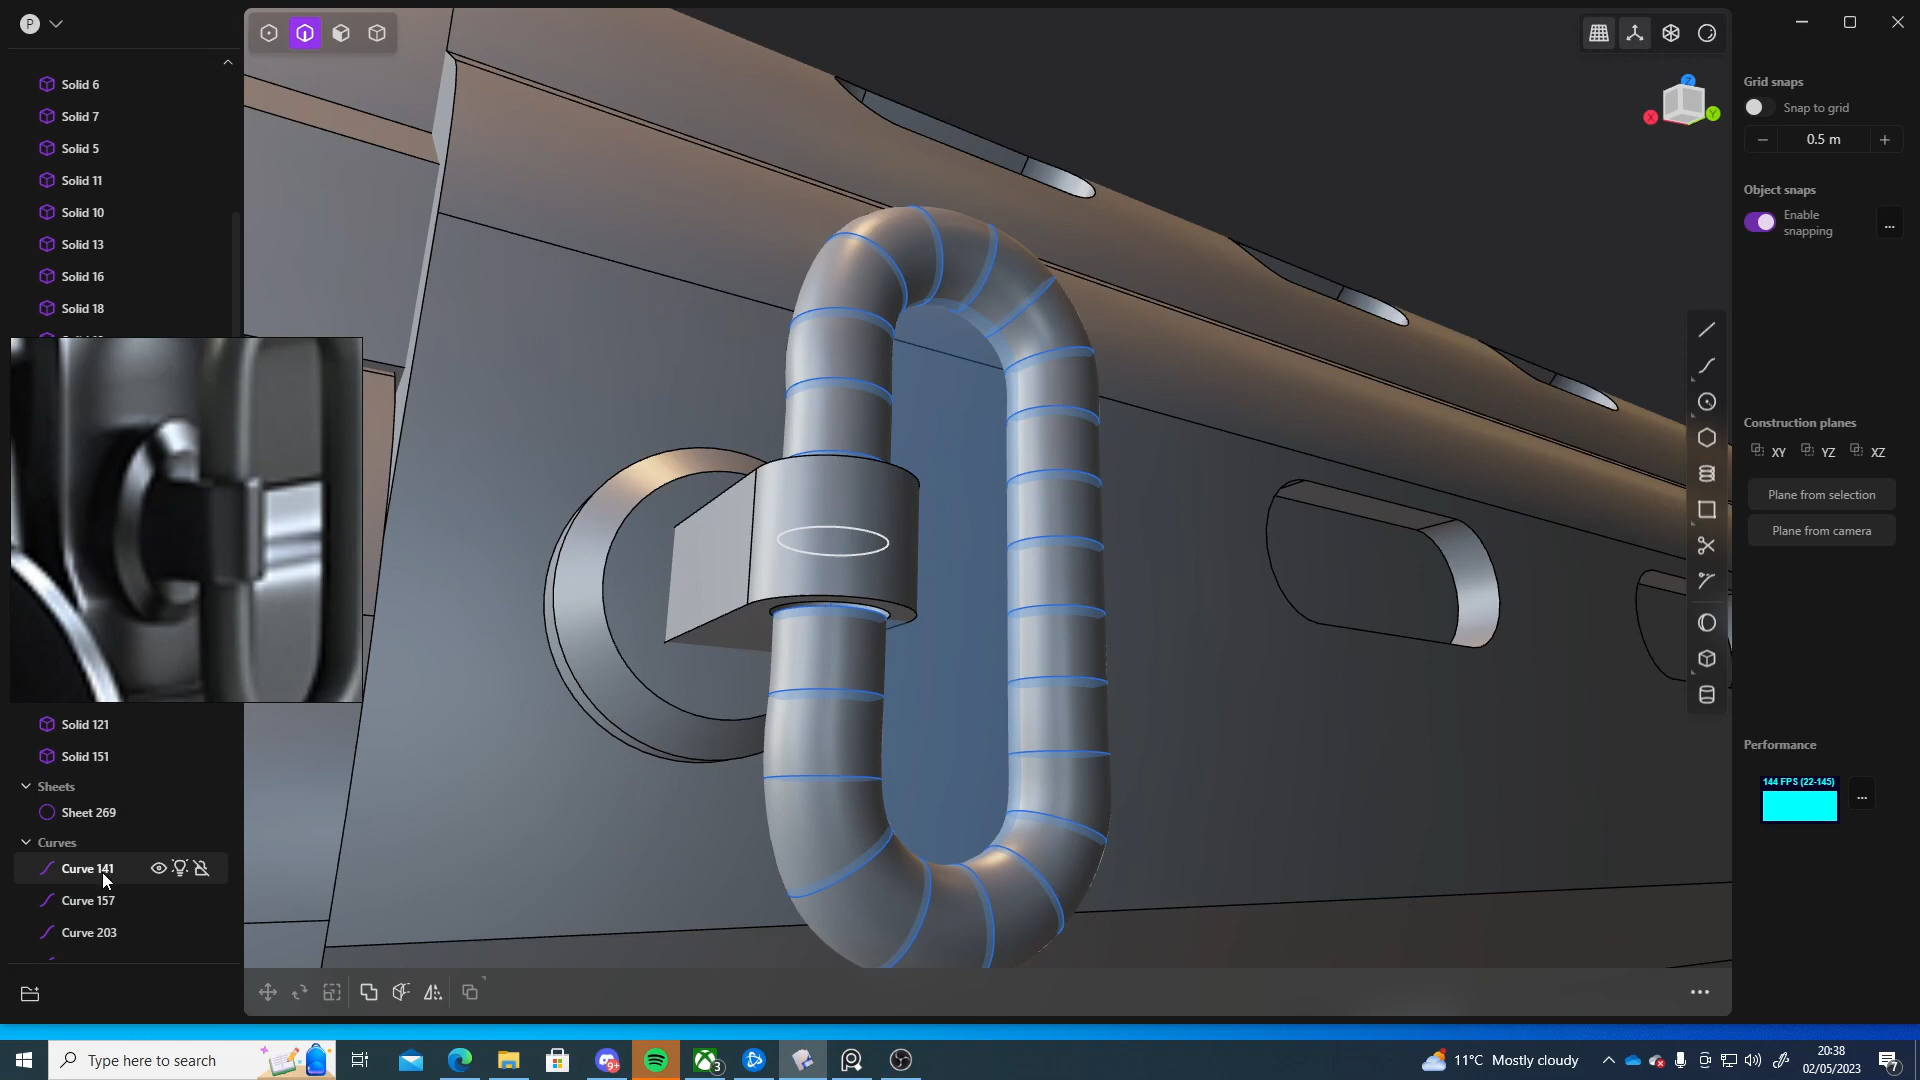 P
Solid 6
Solid 7
Solid 5
Solid 11
Solid 10
Solid 13
Solid 16
Solid 18
Solid 121
Solid 151
Sheets
Sheet 269
Curves
Curve 141
Curve 157
Curve 203
Z
X
Y
Grid snaps
Snap to grid
0.5 m
Object snaps
Enable
snapping
...
Construction planes
XY YZ XZ
Plane from selection
Plane from camera
Performance
144 FPS (22-145)
...
Type here to search
9+
3
11°C Mostly cloudy
20:38
02/05/2023
7